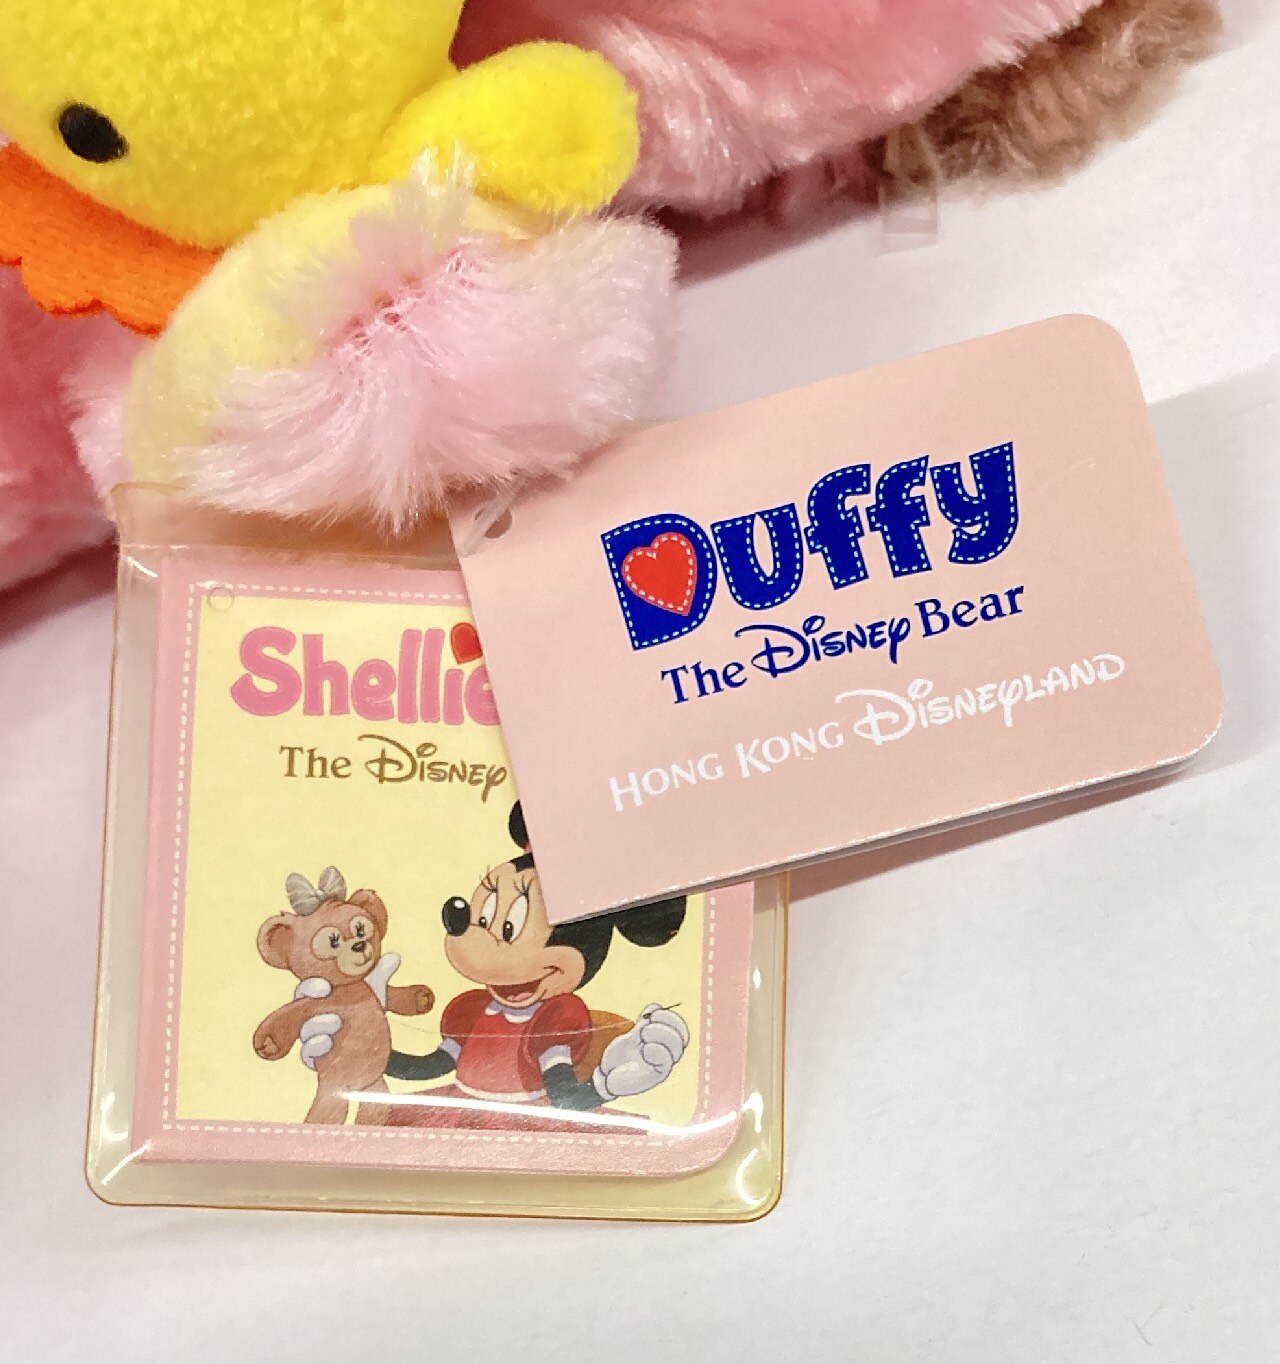 Duffy
The Disney Bear
Hong Kong Disneyland
Shellie
The Disney